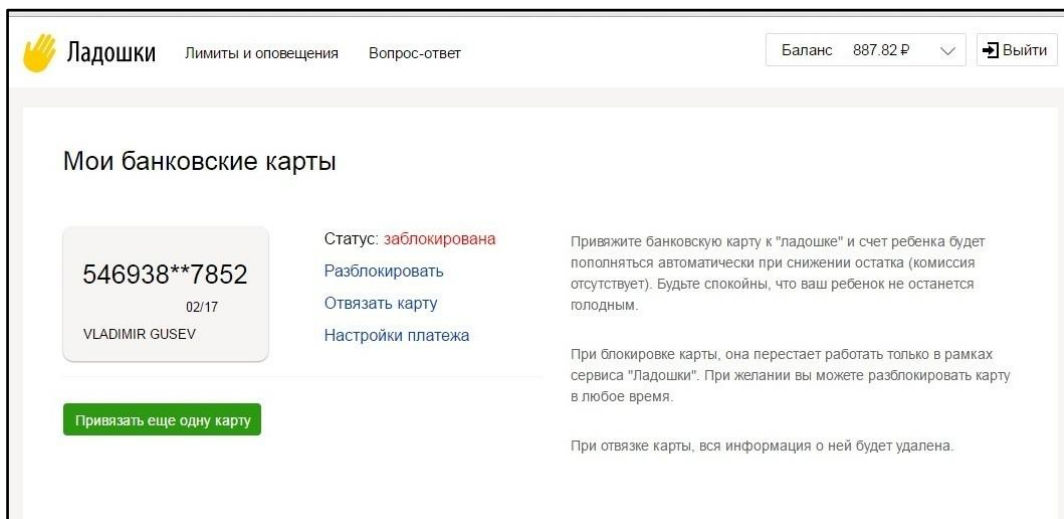 Ладошки Лимиты и оповещения Вопрос-ответ Баланс 887.82 ₽ Выйти
Мои банковские карты
546938**7852
02/17
VLADIMIR GUSEV
Статус: заблокирована
Разблокировать
Отвязать карту
Настройки платежа
Привязать еще одну карту
Привяжите банковскую карту к "ладошке" и счет ребенка будет
пополняться автоматически при снижении остатка (комиссия
отсутствует). Будьте спокойны, что ваш ребенок не останется
голодным.
При блокировке карты, она перестает работать только в рамках
сервиса "Ладошки". При желании вы можете разблокировать карту
в любое время.
При отвязке карты, вся информация о ней будет удалена.